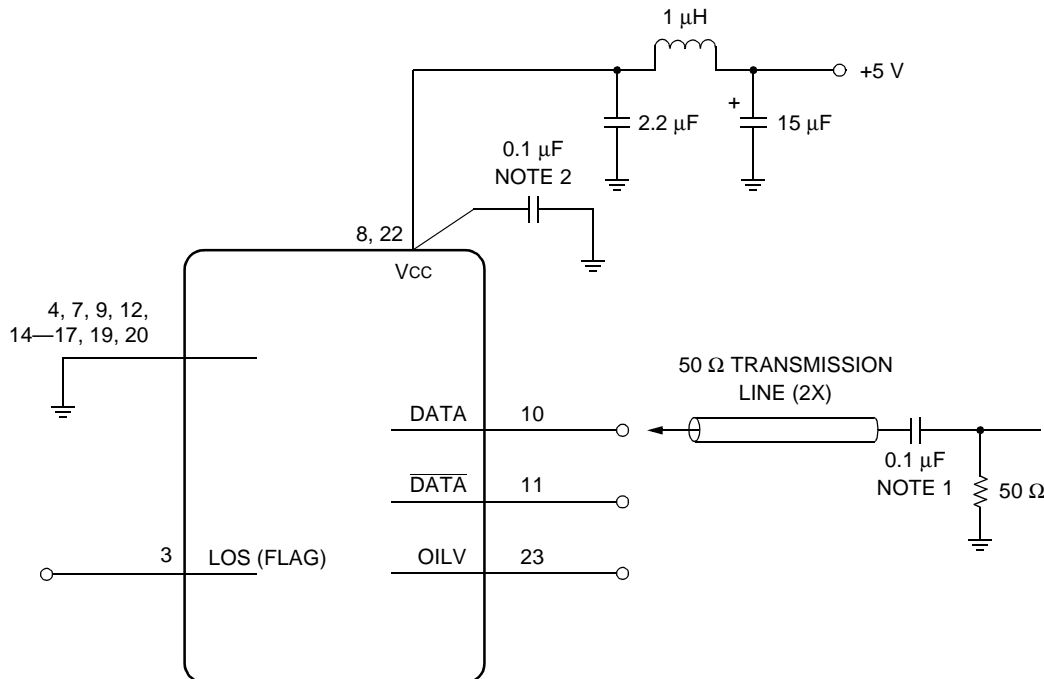 1 μH
+5 V
+
2.2 μF
15 μF
0.1 μF
NOTE 2
8, 22
VCC
4, 7, 9, 12,
14—17, 19, 20
50 Ω TRANSMISSION
LINE (2X)
DATA
10
0.1 μF
NOTE 1
50 Ω
DATA
11
3
LOS (FLAG)
OILV
23